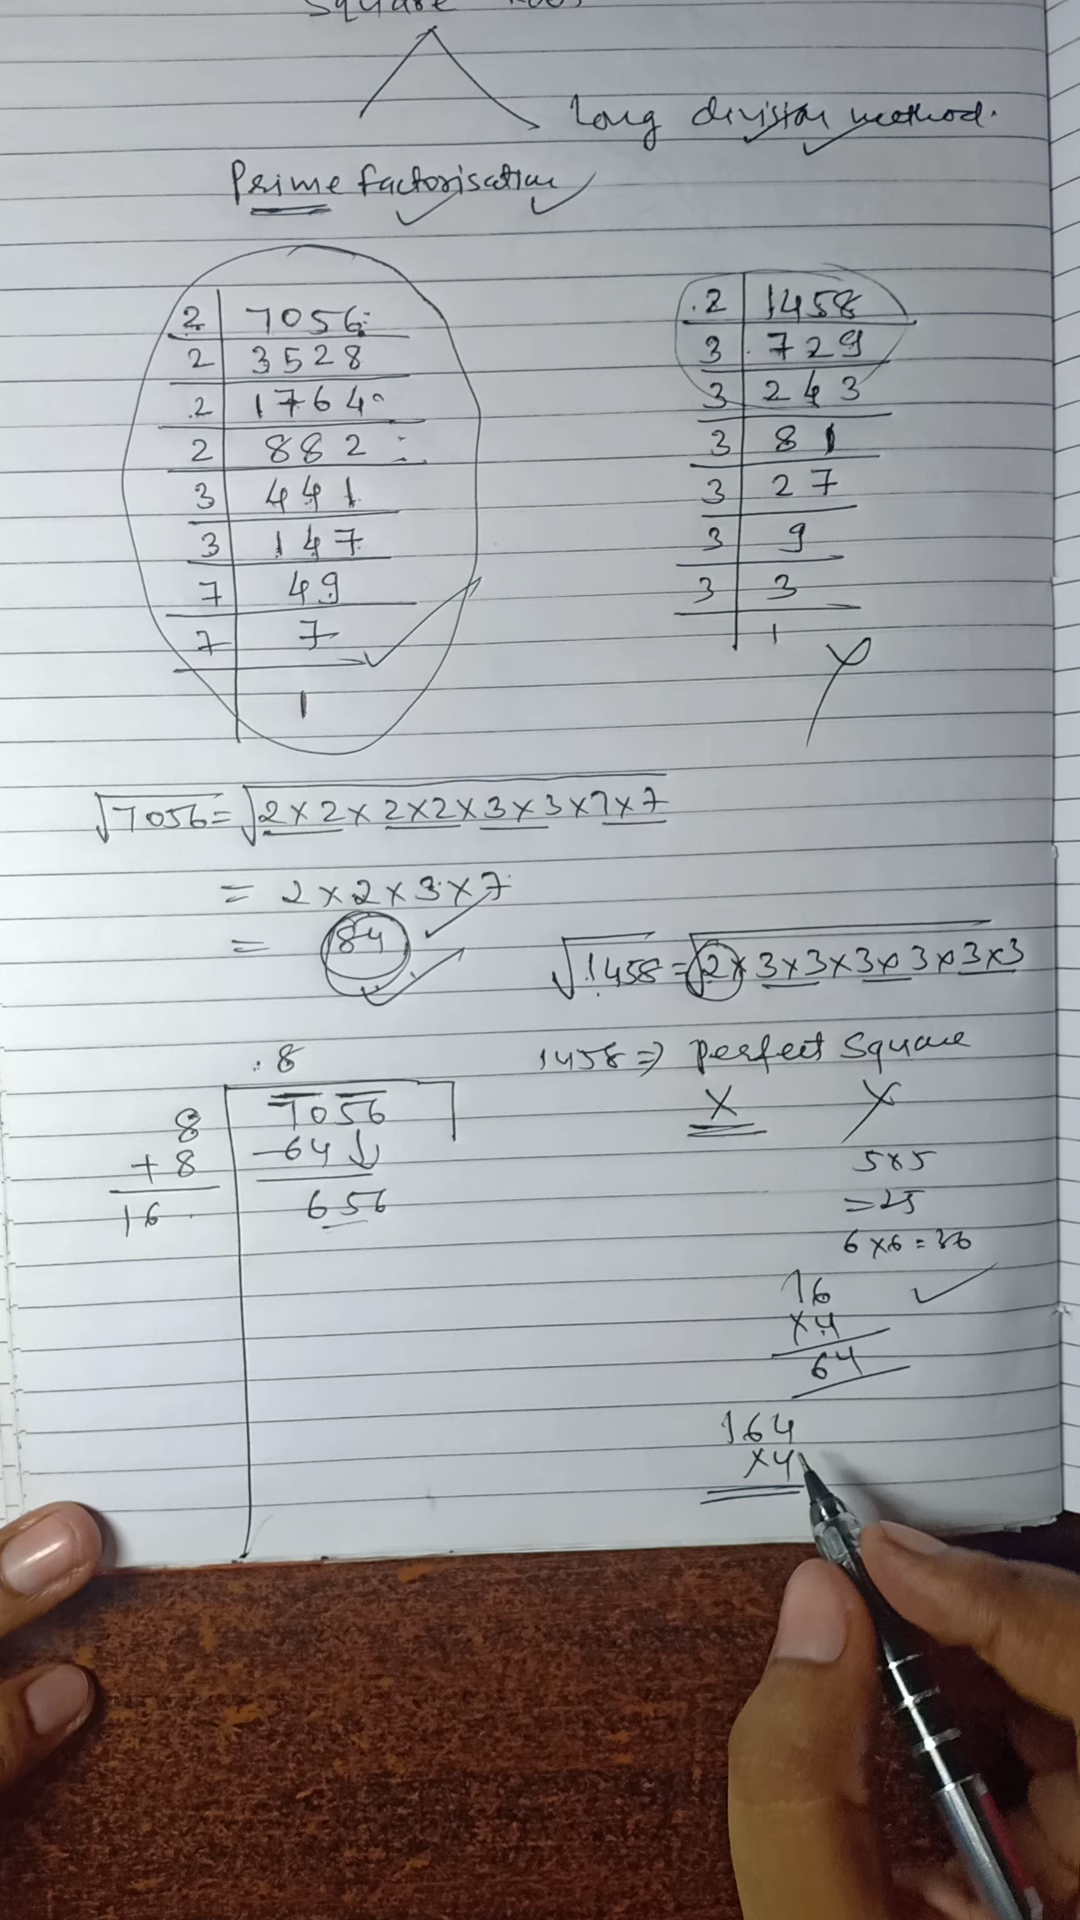 Square
Long division method.
Prime factorisation
2 | 7056
2 | 3528
2 | 1764
2 | 882
3 | 441
3 | 147
7 | 49
7 | 7
1
2 | 1458
3 | 729
3 | 243
3 | 81
3 | 27
3 | 9
3 | 3
1
√7056 = √2×2×2×2×3×3×7×7
= 2×2×3×7
= 84
√1458 = √2×3×3×3×3×3×3
1458 ⇒ perfect square
X X
8
8 | 7056
+8 | -64↓
16 | 656
5×5
=25
6×6=36
16
×4
64
164
×4